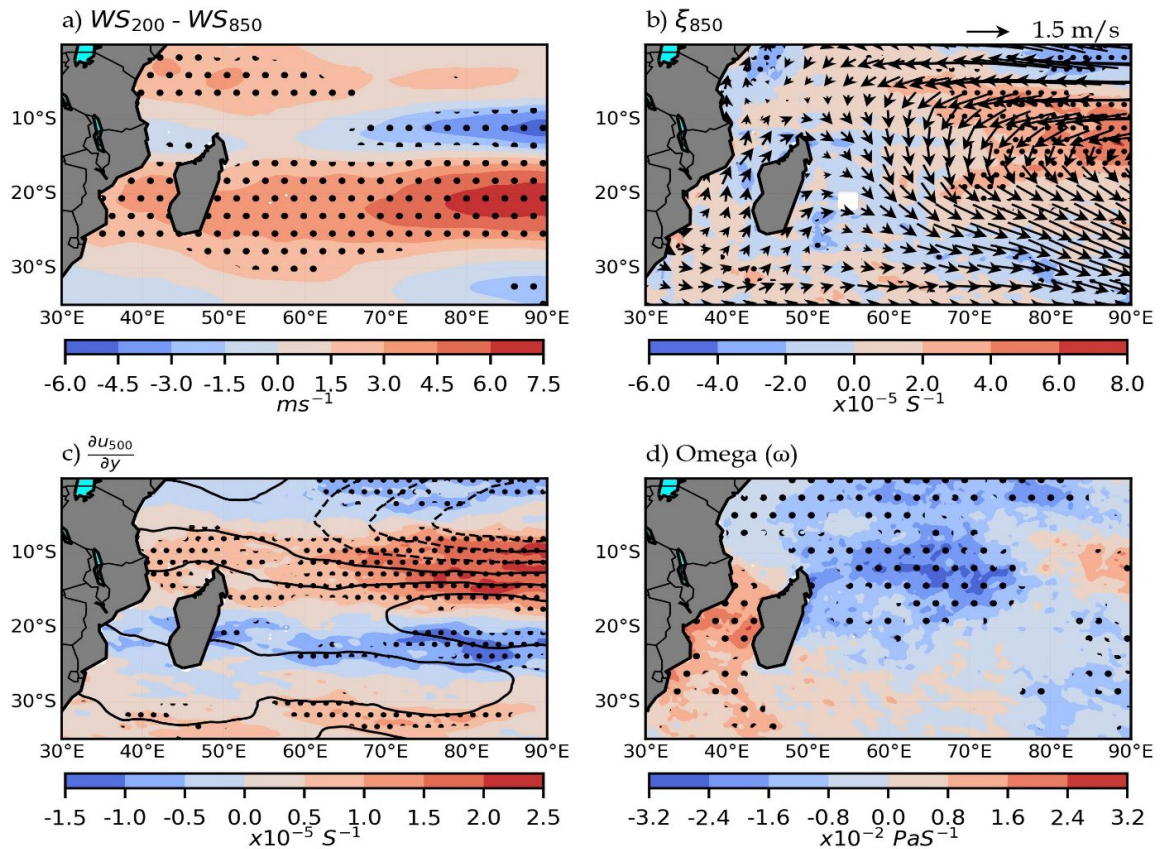 a) WS₂₀₀ - WS₈₅₀
b) ξ₈₅₀
1.5 m/s
10°S
20°S
30°S
30°E 40°E 50°E 60°E 70°E 80°E 90°E
-6.0 -4.5 -3.0 -1.5 0.0 1.5 3.0 4.5 6.0 7.5
ms⁻¹
10°S
20°S
30°S
30°E 40°E 50°E 60°E 70°E 80°E 90°E
-6.0 -4.0 -2.0 0.0 2.0 4.0 6.0 8.0
x10⁻⁵ S⁻¹
c) ∂u₅₀₀/∂y
10°S
20°S
30°S
30°E 40°E 50°E 60°E 70°E 80°E 90°E
-1.5 -1.0 -0.5 0.0 0.5 1.0 1.5 2.0 2.5
x10⁻⁵ S⁻¹
d) Omega (ω)
10°S
20°S
30°S
30°E 40°E 50°E 60°E 70°E 80°E 90°E
-3.2 -2.4 -1.6 -0.8 0.0 0.8 1.6 2.4 3.2
x10⁻² PaS⁻¹